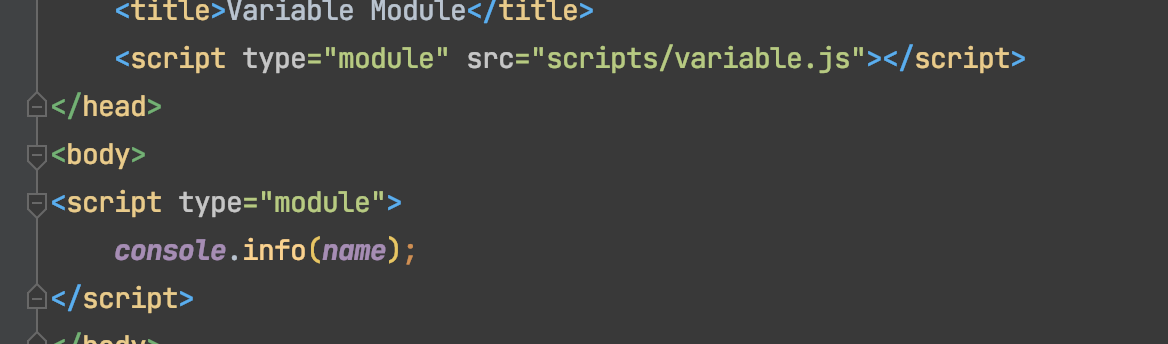 <title>Variable Module</title>
<script type="module" src="scripts/variable.js"></script>
</head>
<body>
<script type="module">
console.info(name);
</script>
</body>